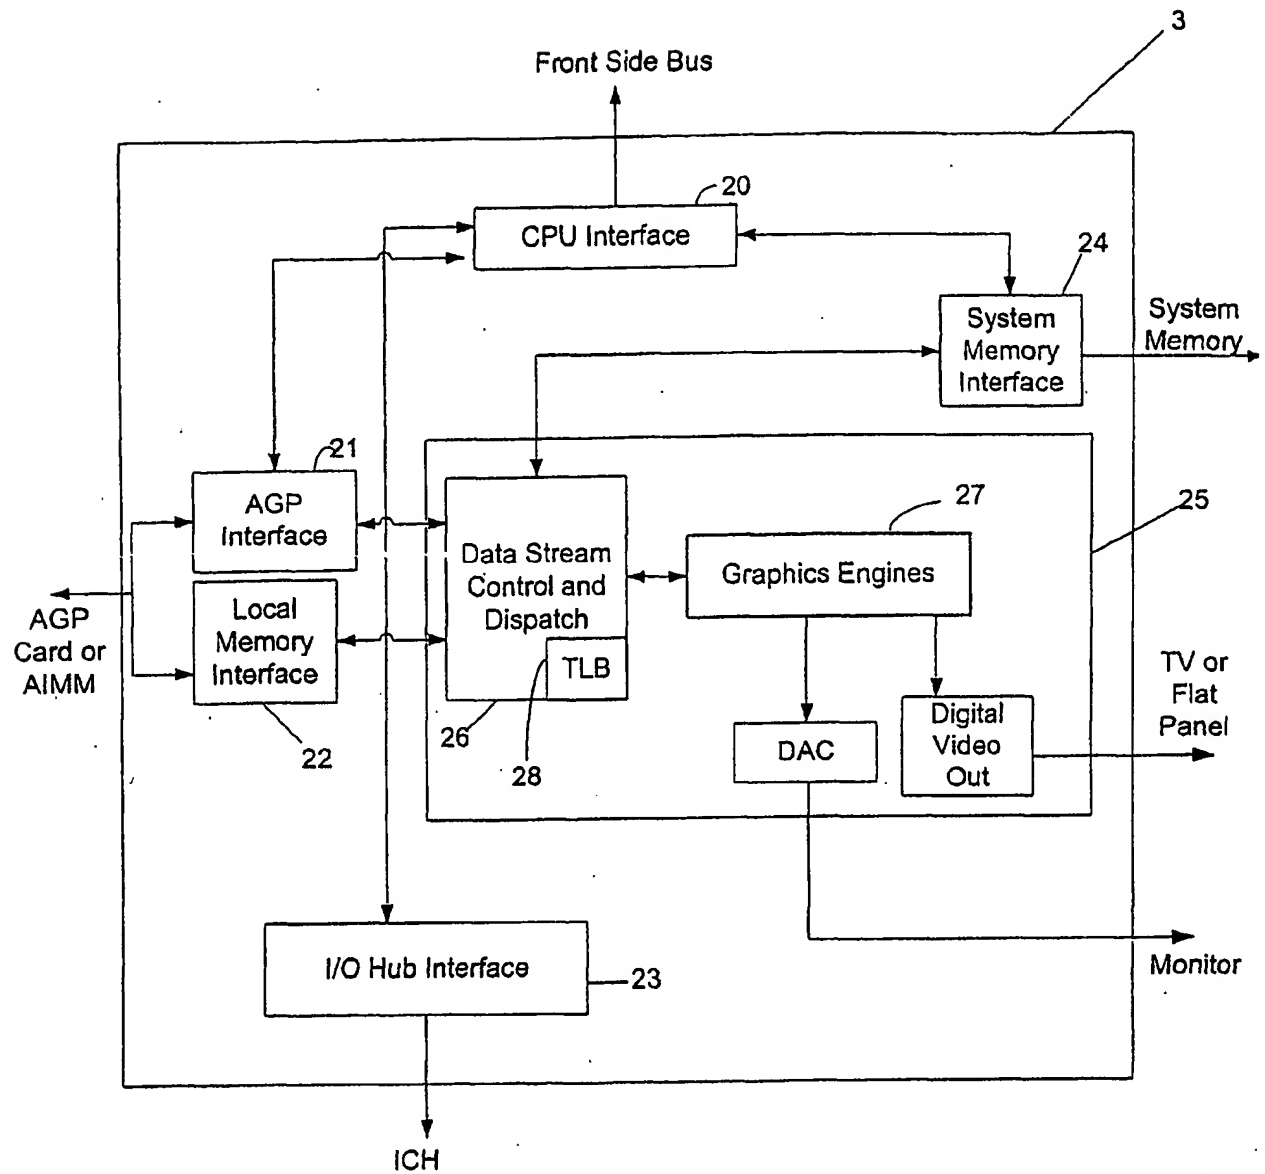 3
Front Side Bus
20
CPU Interface
24
System
Memory
Interface
System
Memory
21
AGP
Interface
27
25
Data Stream
Control and
Dispatch
Graphics Engines
Local
Memory
Interface
AGP
Card or
AIMM
TLB
TV or
Flat
Panel
22
26
28
DAC
Digital
Video
Out
I/O Hub Interface
23
Monitor
ICH